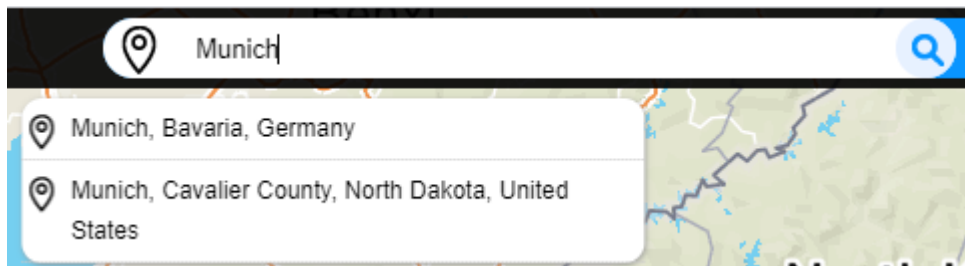 Munich
Munich, Bavaria, Germany
Munich, Cavalier County, North Dakota, United
States